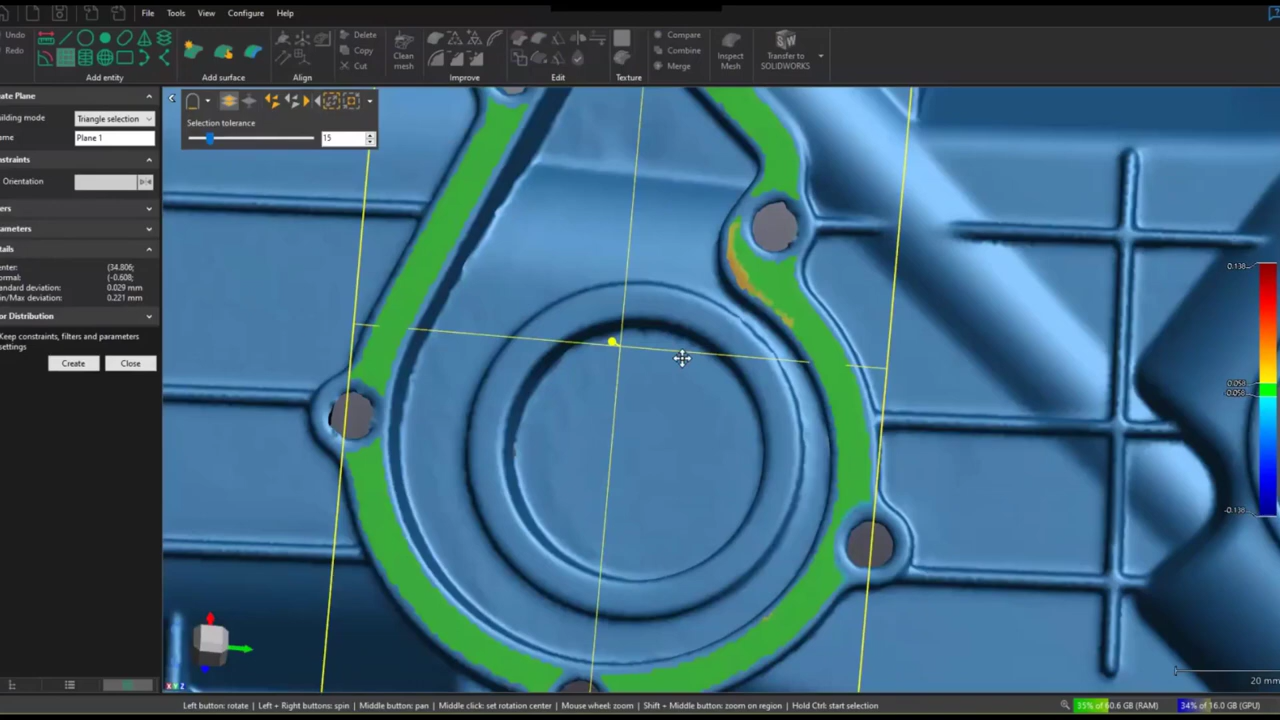 File Tools View Configure Help
Undo
Redo
Delete
Copy
Cut
Clean
mesh
Compare
Combine
Merge
Inspect
Mesh
Transfer to
SOLIDWORKS
Add entity
Add surface
Align
Improve
Edit
Texture
ate Plane
uilding mode
Triangle selection
ame
Plane 1
onstraints
Orientation
ers
arameters
tails
enter:
(34.806;
ormal:
(-0.608;
andard deviation:
0.029 mm
in/Max deviation:
0.221 mm
or Distribution
Keep constraints, filters and parameters
settings
Create
Close
Selection tolerance
15
0.138
0.058
-0.058
-0.138
20 mm
X Y Z
Left button: rotate | Left + Right buttons: spin | Middle button: pan | Middle click: set rotation center | Mouse wheel: zoom | Shift + Middle button: zoom on region | Hold Ctrl: start selection
35% of 60.6 GB (RAM)
34% of 16.0 GB (GPU)